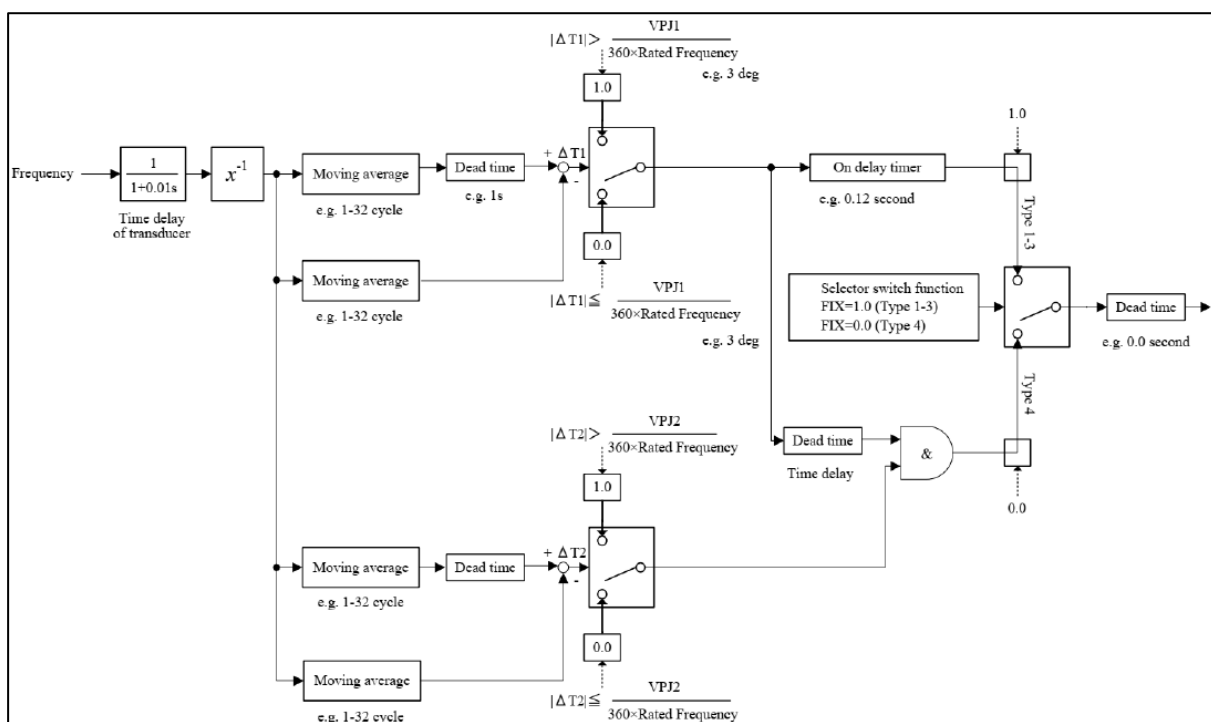 |ΔT1|> VPJ1
360×Rated Frequency
e.g. 3 deg
1.0
1.0
Frequency
1
1+0.01s
x⁻¹
Moving average
Dead time
+ ΔT1
-
On delay timer
Time delay
of transducer
e.g. 1-32 cycle
e.g. 1s
e.g. 0.12 second
Type 1-3
0.0
Moving average
e.g. 1-32 cycle
|ΔT1|≦ VPJ1
360×Rated Frequency
e.g. 3 deg
Selector switch function
FIX=1.0 (Type 1-3)
FIX=0.0 (Type 4)
Dead time
e.g. 0.0 second
Type 4
|ΔT2|> VPJ2
360×Rated Frequency
Dead time
Time delay
&
1.0
0.0
Moving average
Dead time
+ ΔT2
-
e.g. 1-32 cycle
0.0
Moving average
e.g. 1-32 cycle
|ΔT2|≦ VPJ2
360×Rated Frequency